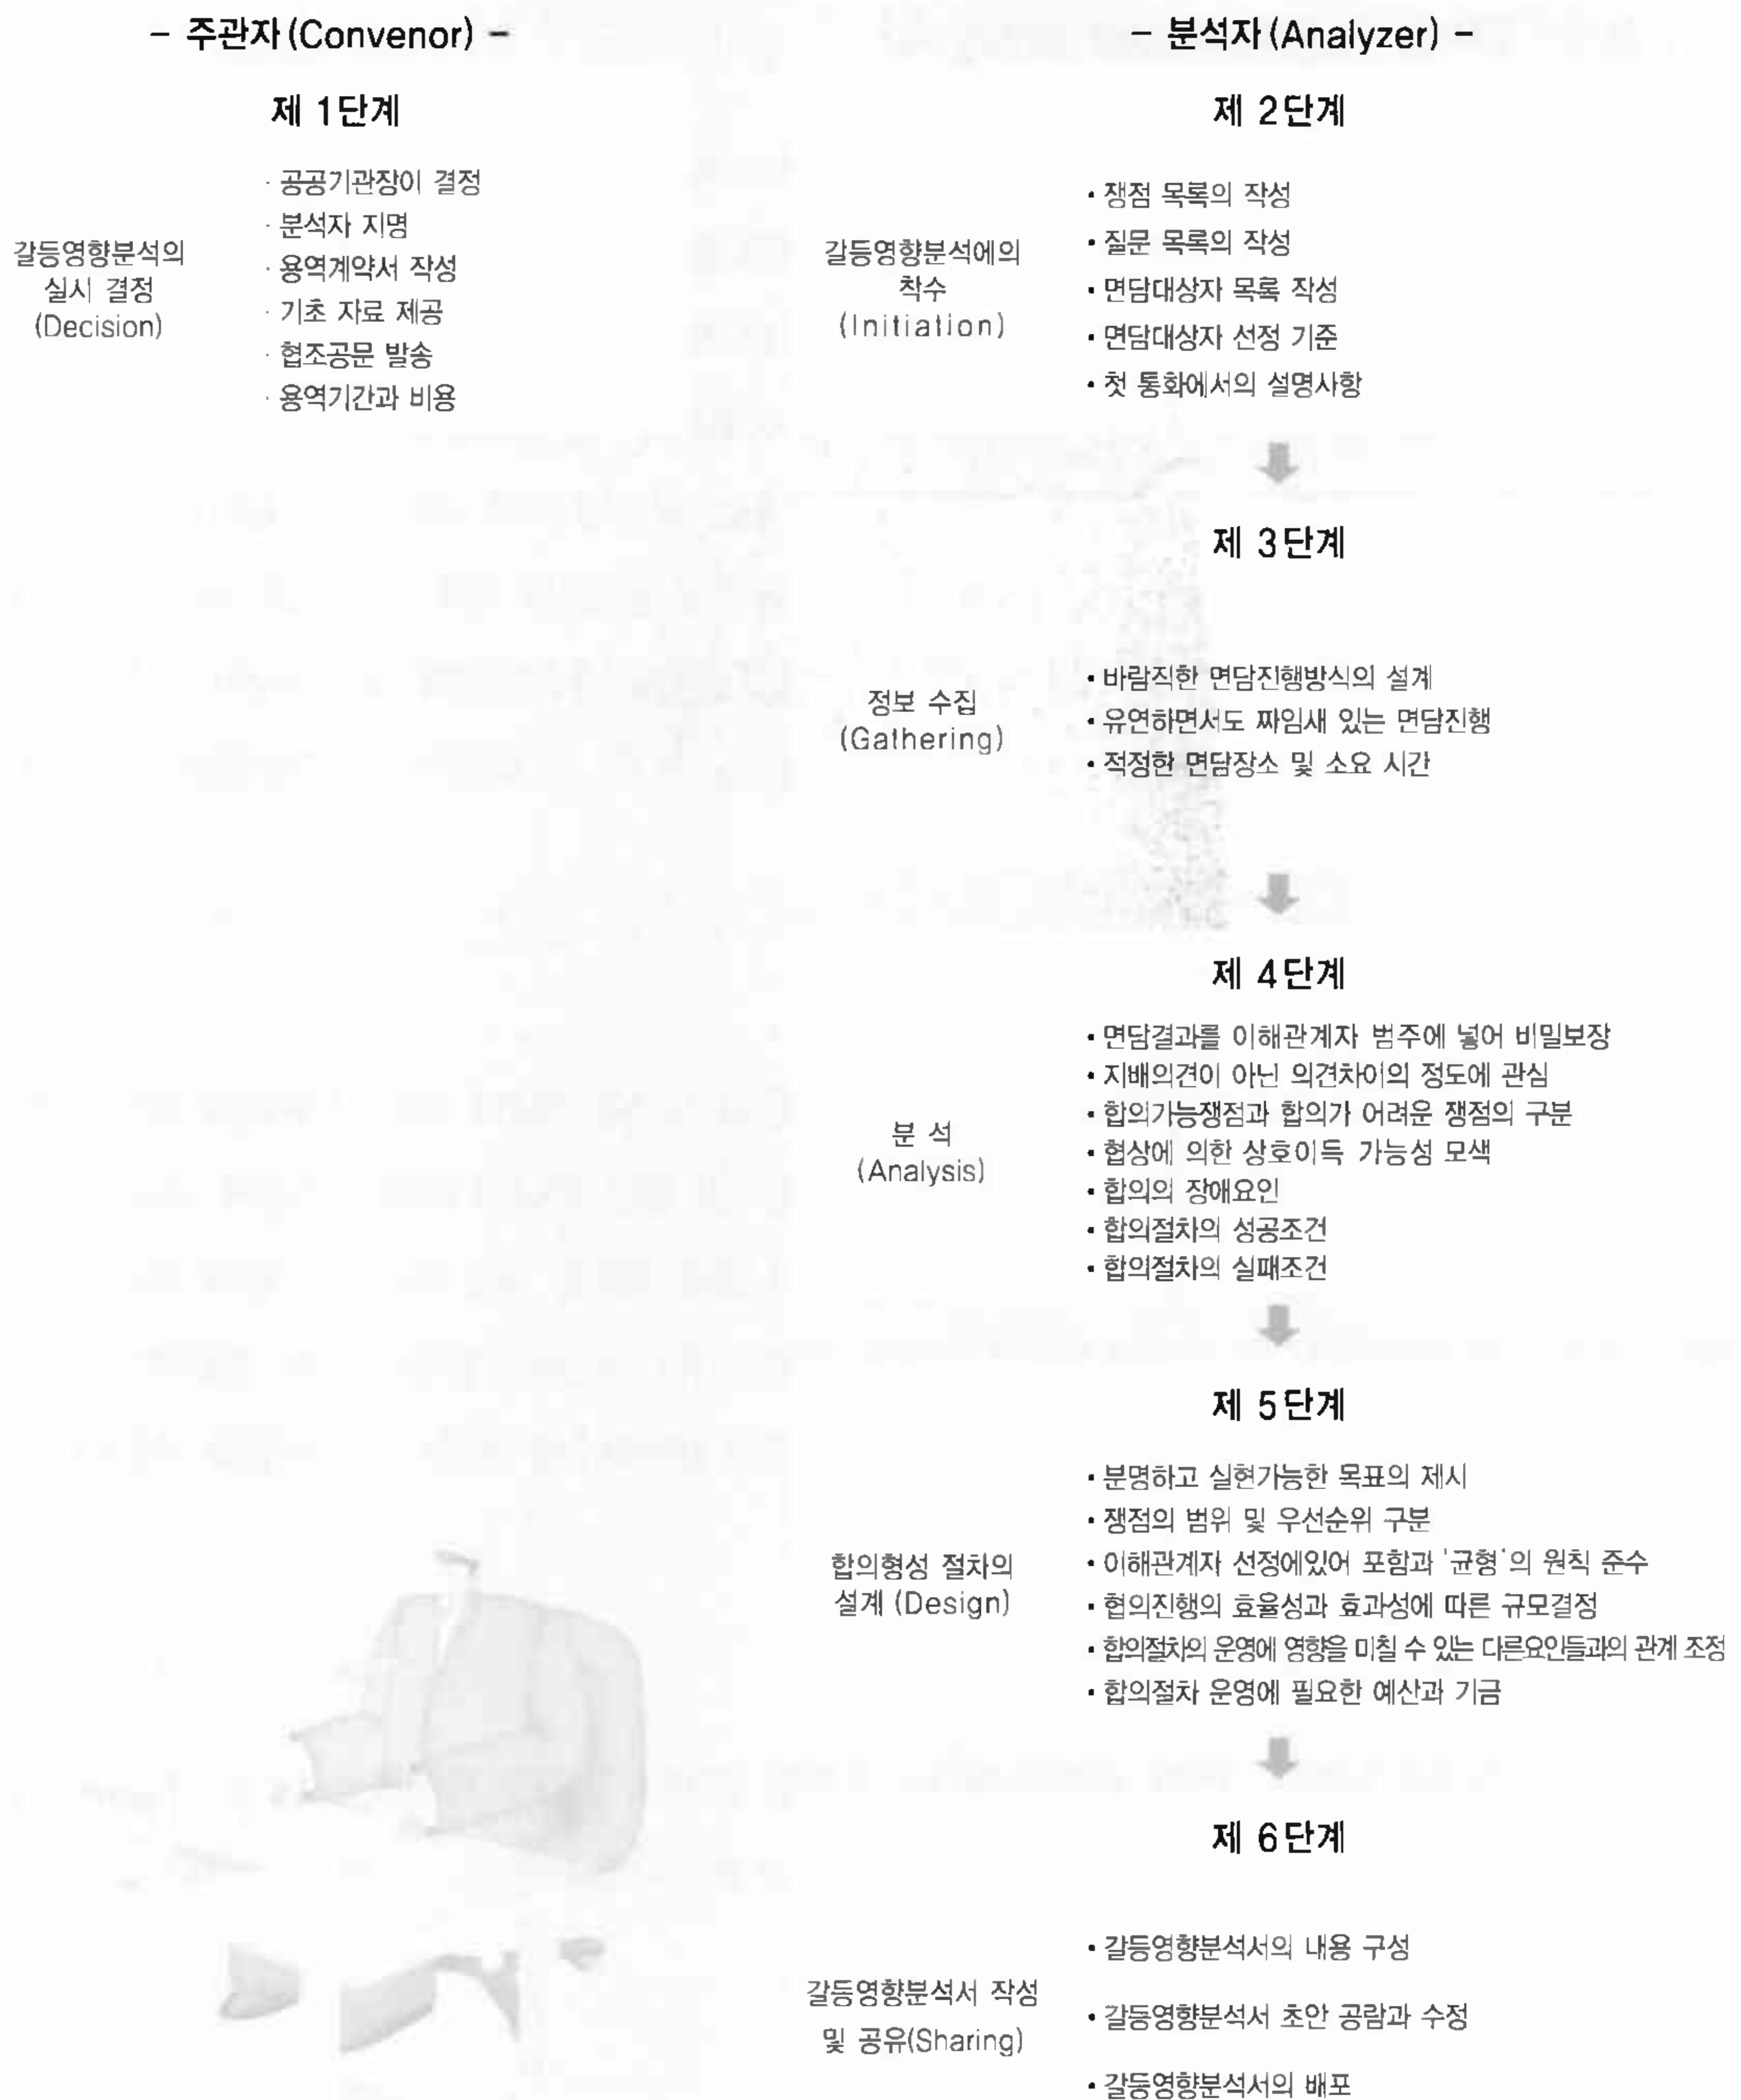 - 주관자(Convenor) -
제 1단계
갈등영향분석의
실시 결정
(Decision)
· 공공기관장이 결정
· 분석자 지명
· 용역계약서 작성
· 기초 자료 제공
· 협조공문 발송
· 용역기간과 비용
- 분석자(Analyzer) -
제 2단계
갈등영향분석에의
착수
(Initiation)
• 쟁점 목록의 작성
• 질문 목록의 작성
• 면담대상자 목록 작성
• 면담대상자 선정 기준
• 첫 통화에서의 설명사항
제 3단계
정보 수집
(Gathering)
• 바람직한 면담진행방식의 설계
• 유연하면서도 짜임새 있는 면담진행
• 적정한 면담장소 및 소요 시간
제 4단계
분 석
(Analysis)
• 면담결과를 이해관계자 범주에 넣어 비밀보장
• 지배의견이 아닌 의견차이의 정도에 관심
• 합의가능쟁점과 합의가 어려운 쟁점의 구분
• 협상에 의한 상호이득 가능성 모색
• 합의의 장애요인
• 합의절차의 성공조건
• 합의절차의 실패조건
제 5단계
합의형성 절차의
설계 (Design)
• 분명하고 실현가능한 목표의 제시
• 쟁점의 범위 및 우선순위 구분
• 이해관계자 선정에있어 포함과 '균형'의 원칙 준수
• 협의진행의 효율성과 효과성에 따른 규모결정
• 합의절차의 운영에 영향을 미칠 수 있는 다른요인들과의 관계 조정
• 합의절차 운영에 필요한 예산과 기금
제 6단계
갈등영향분석서 작성
및 공유(Sharing)
• 갈등영향분석서의 내용 구성
• 갈등영향분석서 초안 공람과 수정
• 갈등영향분석서의 배포